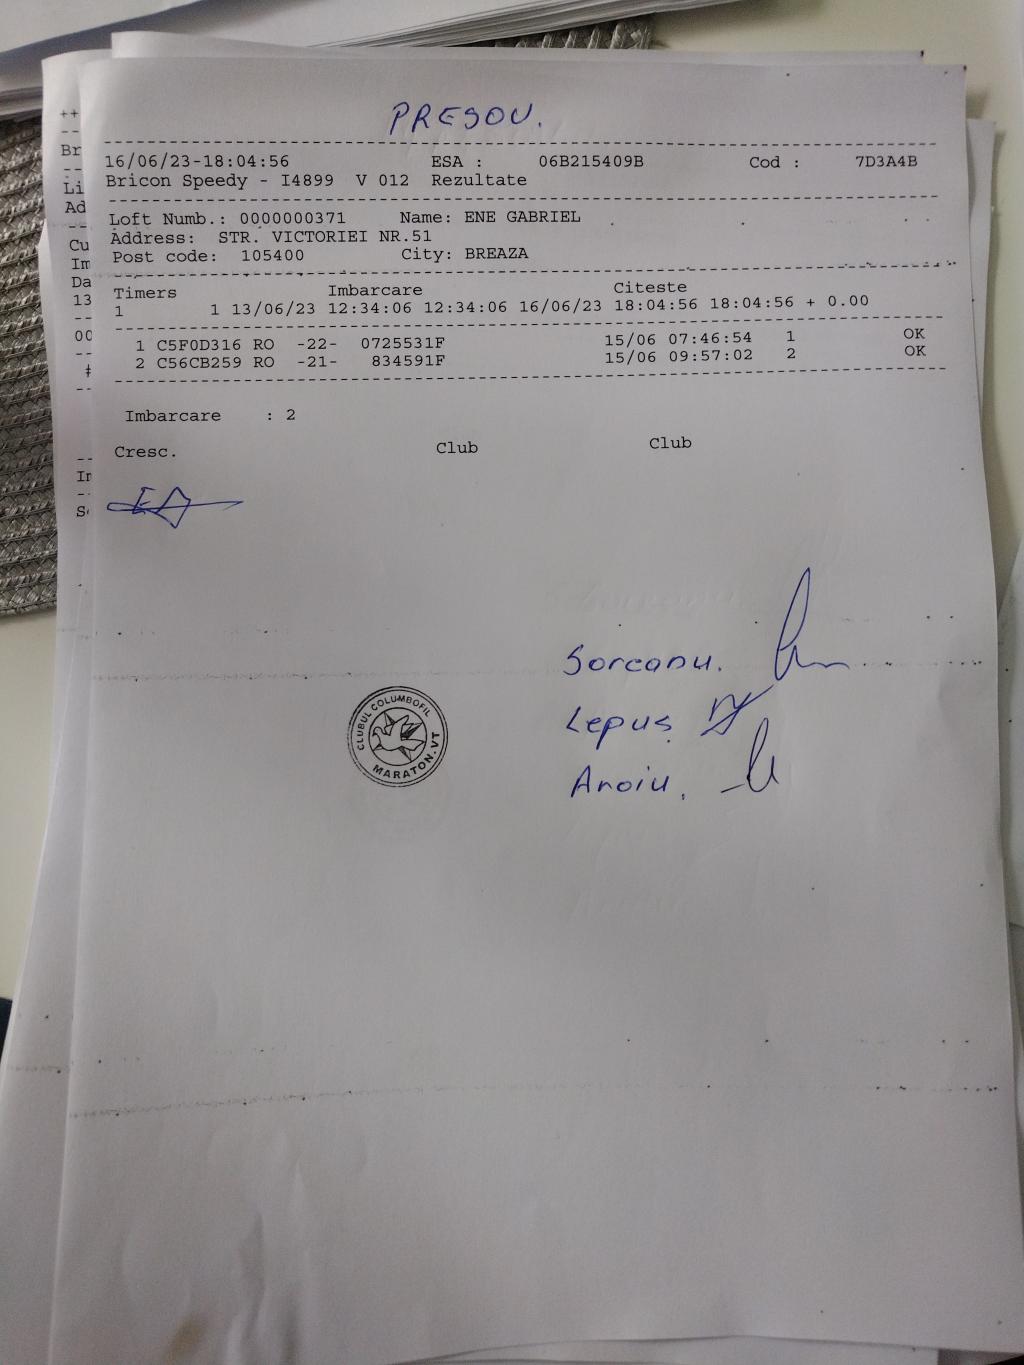 PRESOV.
16/06/23-18:04:56 ESA : 06B215409B Cod : 7D3A4B
Bricon Speedy - I4899 V 012 Rezultate
Loft Numb.: 0000000371 Name: ENE GABRIEL
Address: STR. VICTORIEI NR.51
Post code: 105400 City: BREAZA
Timers Imbarcare Citeste
1 1 13/06/23 12:34:06 12:34:06 16/06/23 18:04:56 18:04:56 + 0.00
1 C5F0D316 RO -22- 0725531F 15/06 07:46:54 1 OK
2 C56CB259 RO -21- 834591F 15/06 09:57:02 2 OK
Imbarcare : 2
Cresc. Club Club
Soreanu.
Lepus
Anoiu.
CLUBUL COLUMBOFIL
MARATON.VT